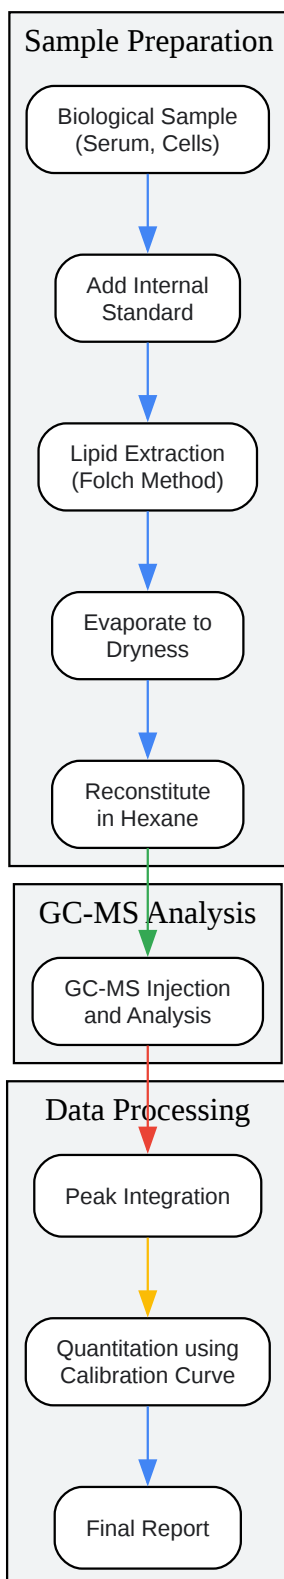 Sample Preparation
Biological Sample
(Serum, Cells)
Add Internal
Standard
Lipid Extraction
(Folch Method)
Evaporate to
Dryness
Reconstitute
in Hexane
GC-MS Analysis
GC-MS Injection
and Analysis
Data Processing
Peak Integration
Quantitation using
Calibration Curve
Final Report